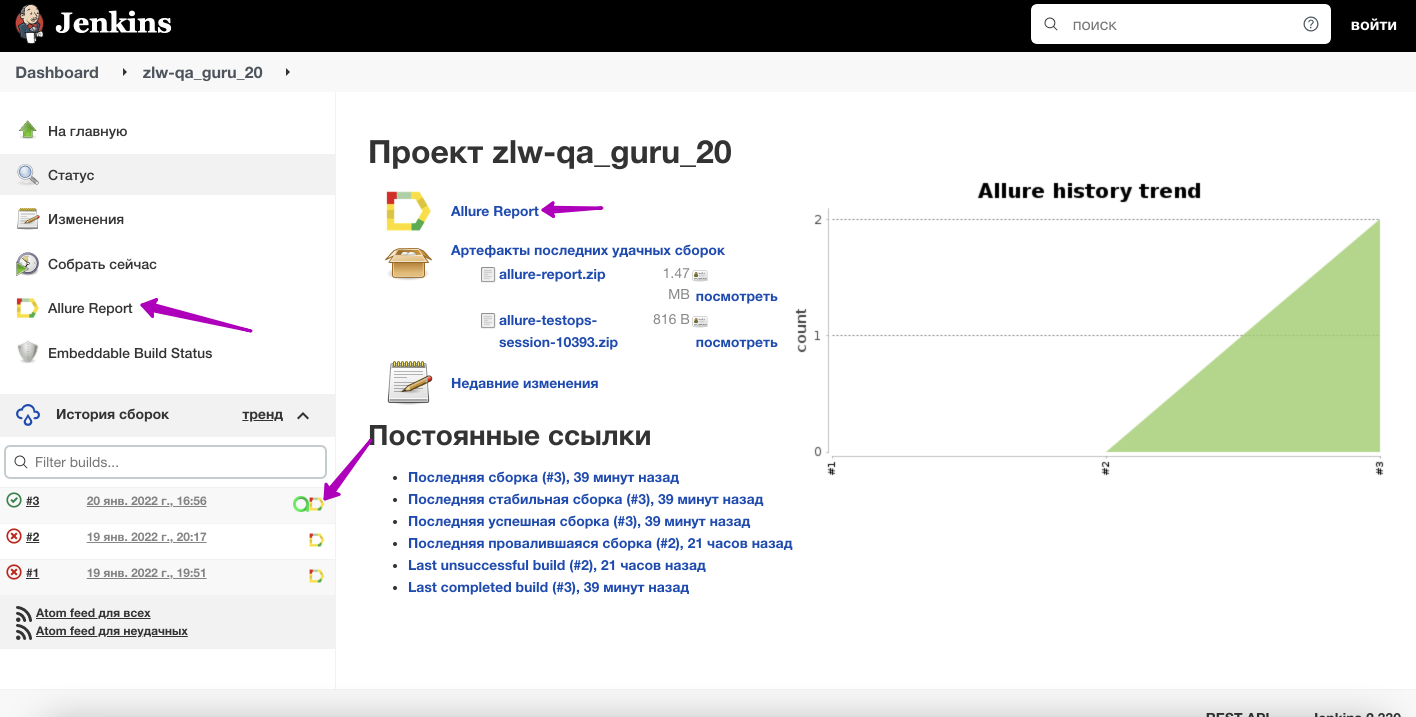 Jenkins
поиск
войти
Dashboard
zlw-qa_guru_20
На главную
Статус
Изменения
Собрать сейчас
Allure Report
Embeddable Build Status
История сборок
тренд
Filter builds...
#3
20 янв. 2022 г., 16:56
#2
19 янв. 2022 г., 20:17
#1
19 янв. 2022 г., 19:51
Atom feed для всех
Atom feed для неудачных
Проект zlw-qa_guru_20
Allure Report
Артефакты последних удачных сборок
allure-report.zip
1.47
MB
посмотреть
allure-testops-
session-10393.zip
816 B
посмотреть
Недавние изменения
Постоянные ссылки
Последняя сборка (#3), 39 минут назад
Последняя стабильная сборка (#3), 39 минут назад
Последняя успешная сборка (#3), 39 минут назад
Последняя провалившаяся сборка (#2), 21 часов назад
Last unsuccessful build (#2), 21 часов назад
Last completed build (#3), 39 минут назад
Allure history trend
count
2
1
0
#1
#2
#3
REST API